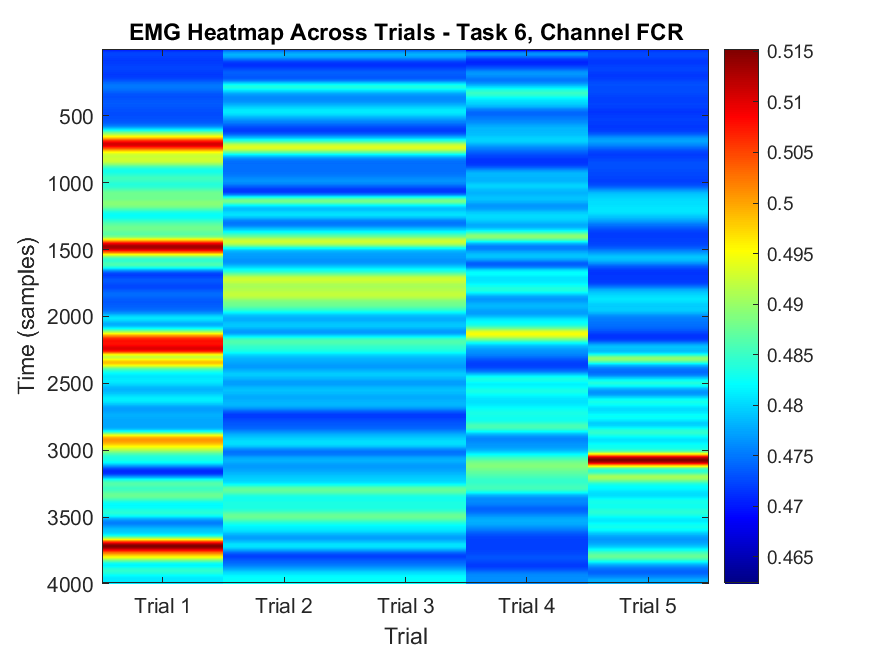 EMG Heatmap Across Trials - Task 6, Channel FCR
Time (samples)
500
1000
1500
2000
2500
3000
3500
4000
Trial 1
Trial 2
Trial 3
Trial 4
Trial 5
Trial
0.515
0.51
0.505
0.5
0.495
0.49
0.485
0.48
0.475
0.47
0.465